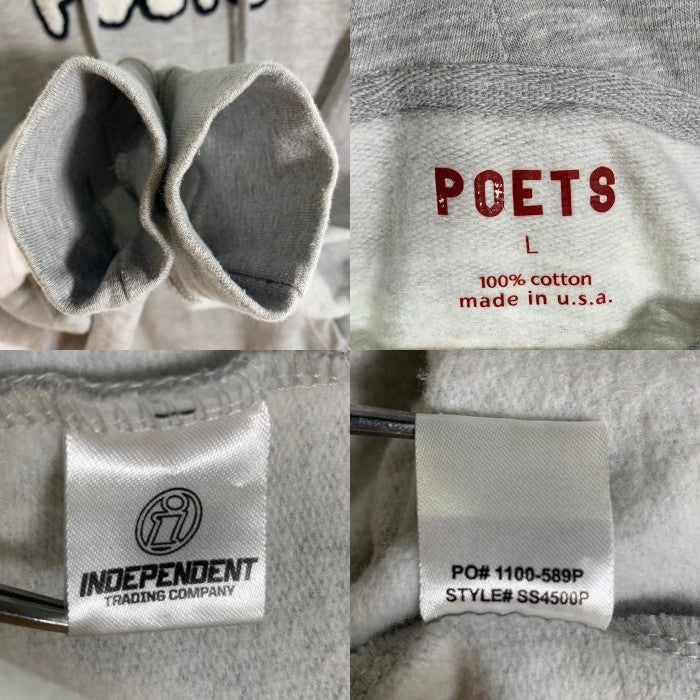 POETS
L
100% cotton
made in u.s.a.
INDEPENDENT
TRADING COMPANY
PO# 1100-589P
STYLE# SS4500P